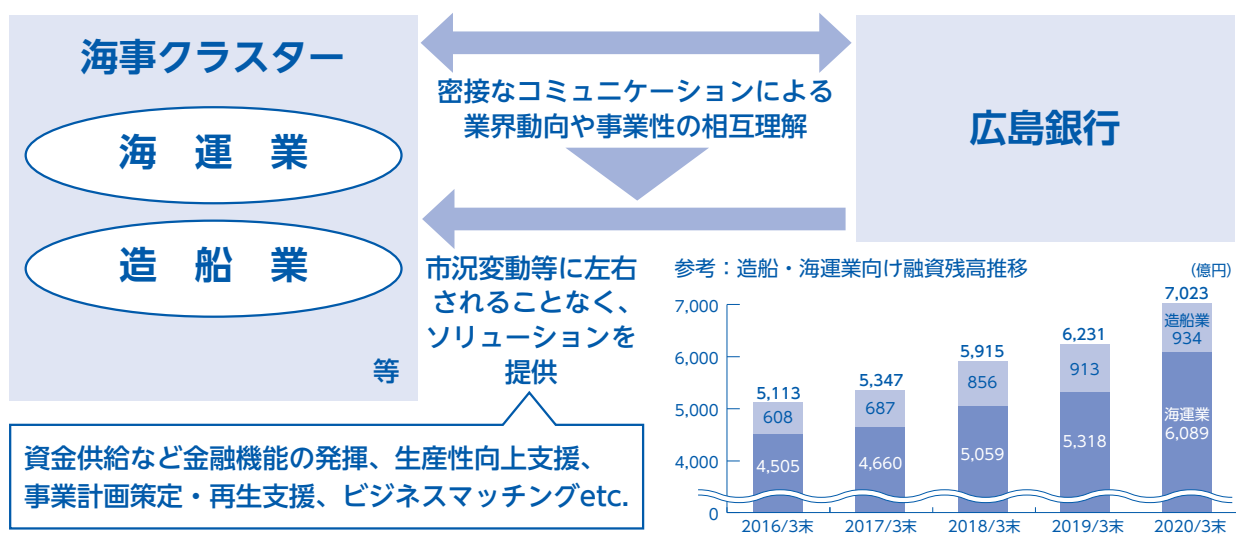 海事クラスター
海　運　業
造　船　業
等
密接なコミュニケーションによる
業界動向や事業性の相互理解
広島銀行
市況変動等に左右
されることなく、
ソリューションを
提供
資金供給など金融機能の発揮、生産性向上支援、
事業計画策定・再生支援、ビジネスマッチングetc.
参考：造船・海運業向け融資残高推移
(億円)
7,000
6,000
5,000
4,000
0
5,113
608
4,505
2016/3末
5,347
687
4,660
2017/3末
5,915
856
5,059
2018/3末
6,231
913
5,318
2019/3末
7,023
造船業
934
海運業
6,089
2020/3末